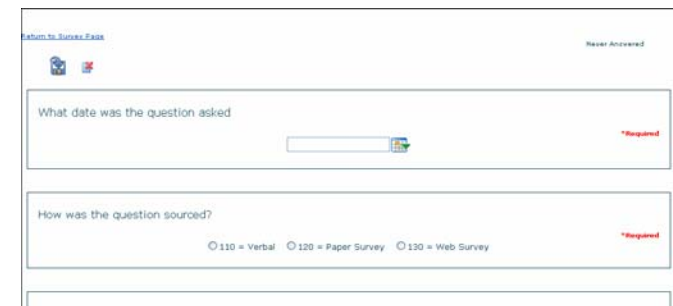 Return to Survey Page
Never Answered
What date was the question asked
*Required
How was the question sourced?
*Required
110 = Verbal 120 = Paper Survey 130 = Web Survey